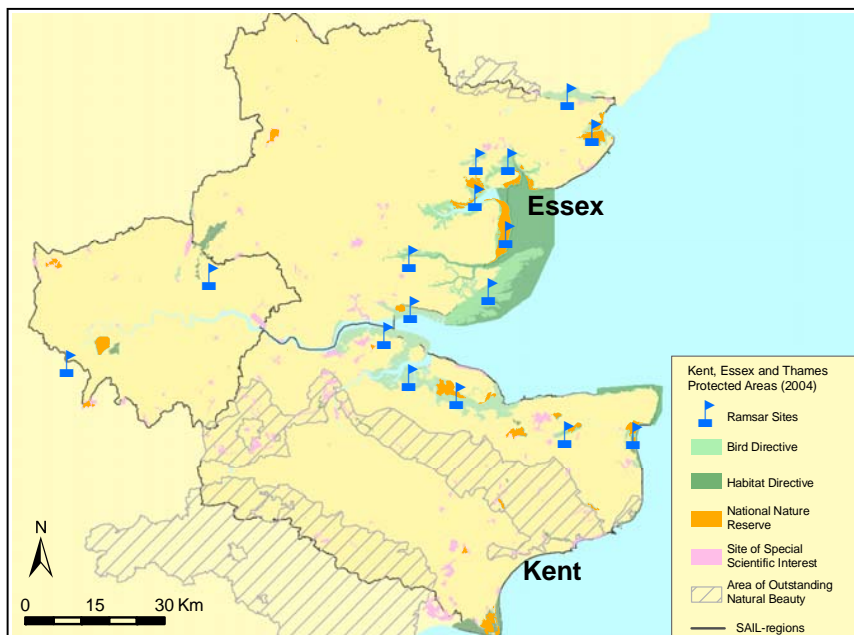 Essex
Kent
N
0 15 30 Km
Kent, Essex and Thames
Protected Areas (2004)
Ramsar Sites
Bird Directive
Habitat Directive
National Nature
Reserve
Site of Special
Scientific Interest
Area of Outstanding
Natural Beauty
SAIL-regions